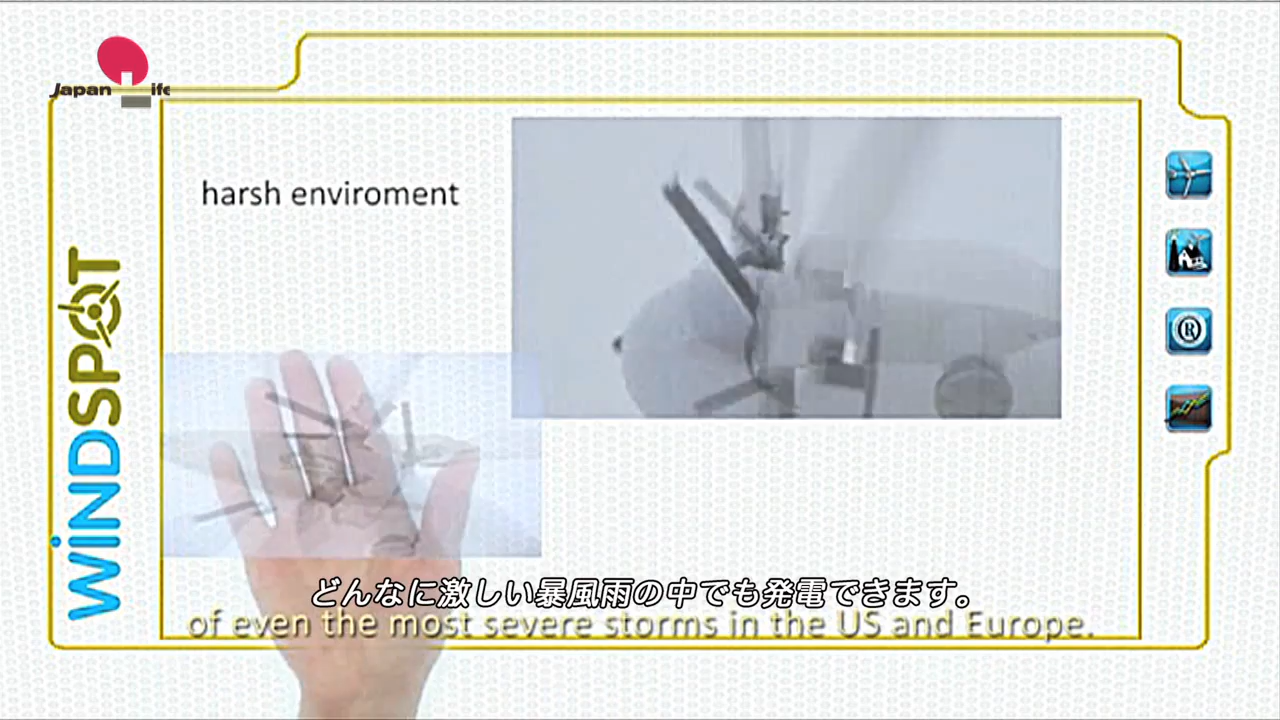 Japan ife
harsh enviroment
WiNDSPOT
®
どんなに激しい暴風雨の中でも発電できます。
of even the most severe storms in the US and Europe.